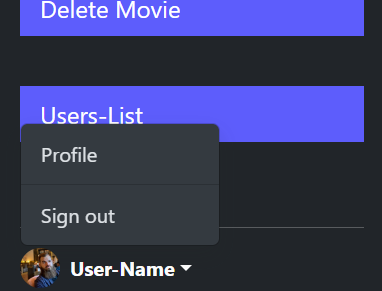 Delete Movie
Users-List
Profile
Sign out
User-Name